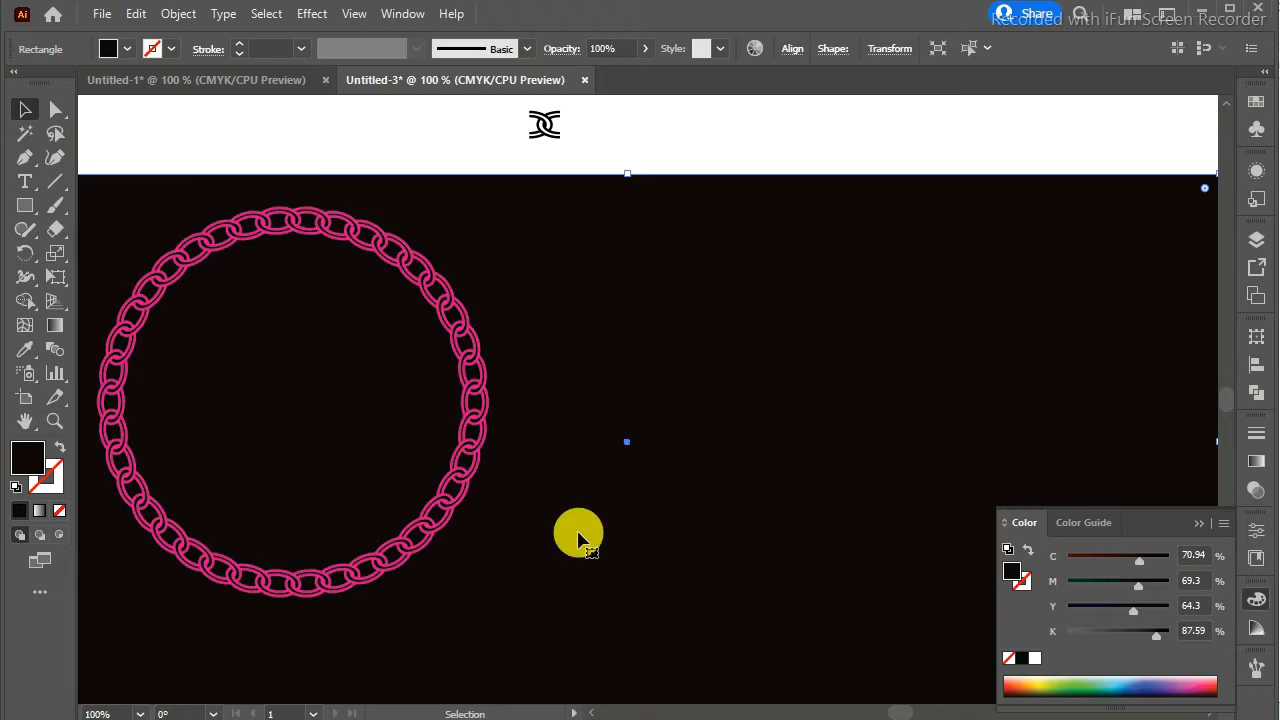 Ai File Edit Object Type Select Effect View Window Help Share
Recorded with iFun Screen Recorder
Rectangle Stroke: Basic Opacity: 100% Style: Align Shape: Transform
Untitled-1* @ 100 % (CMYK/CPU Preview) × Untitled-3* @ 100 % (CMYK/CPU Preview) ×
Color Color Guide
C 70.94 %
M 69.3 %
Y 64.3 %
K 87.59 %
100% 0° 1 Selection